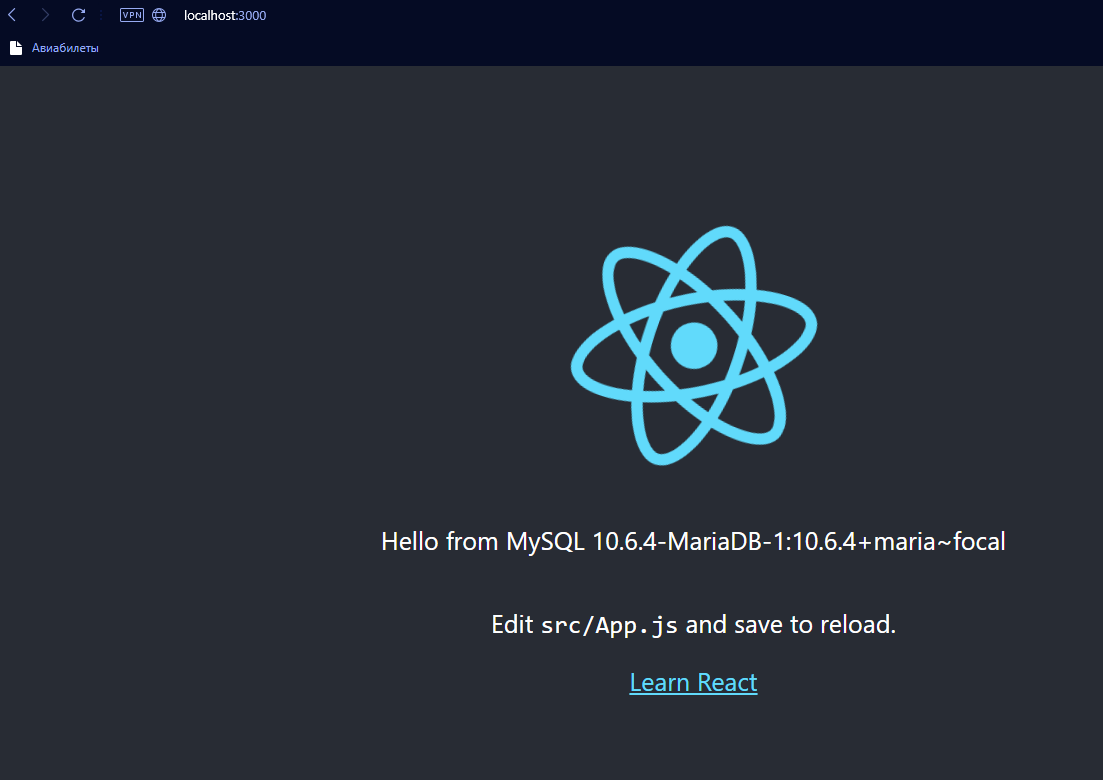 VPN
localhost:3000
Авиабилеты
Hello from MySQL 10.6.4-MariaDB-1:10.6.4+maria~focal
Edit src/App.js and save to reload.
Learn React